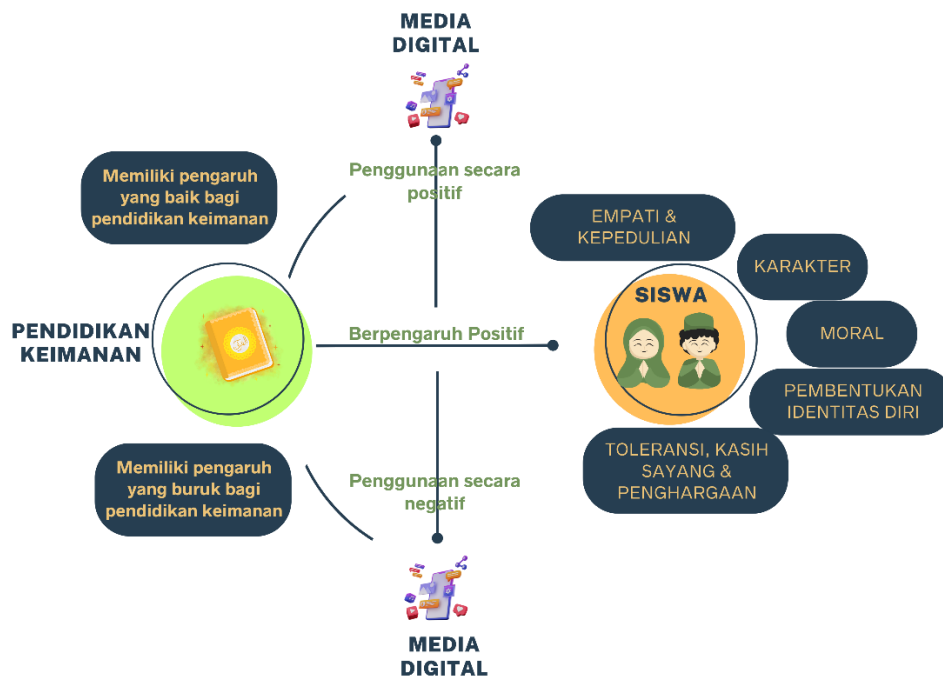 MEDIA
DIGITAL
Penggunaan secara
positif
Memiliki pengaruh
yang baik bagi
pendidikan keimanan
EMPATI &
KEPEDULIAN
KARAKTER
SISWA
PENDIDIKAN
KEIMANAN
Berpengaruh Positif
MORAL
PEMBENTUKAN
IDENTITAS DIRI
TOLERANSI, KASIH
SAYANG &
PENGHARGAAN
Memiliki pengaruh
yang buruk bagi
pendidikan keimanan
Penggunaan secara
negatif
MEDIA
DIGITAL